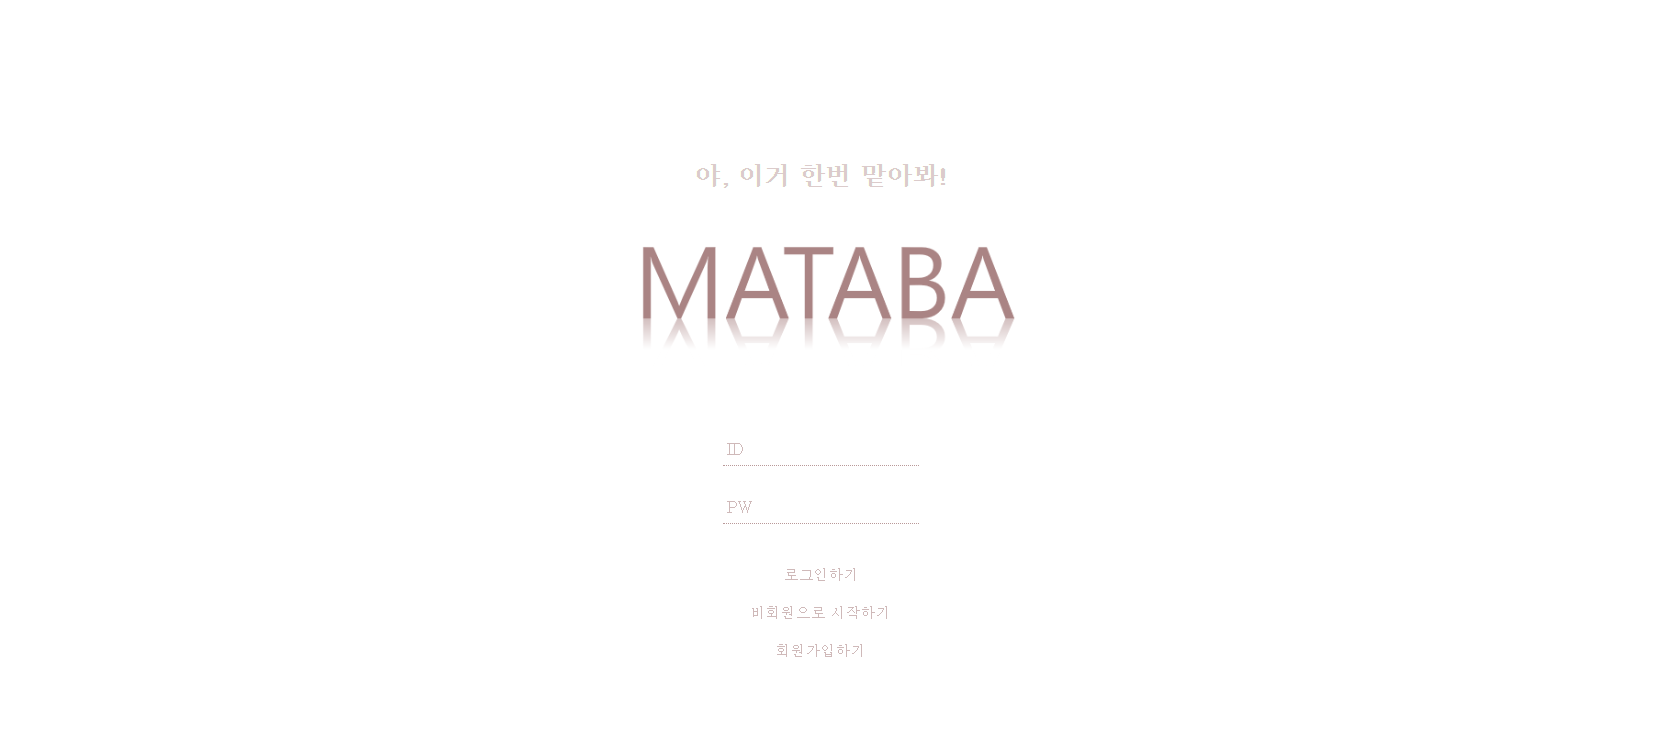 야, 이거 한번 맡아봐!
MATABA
ID
PW
로그인하기
비회원으로 시작하기
회원가입하기